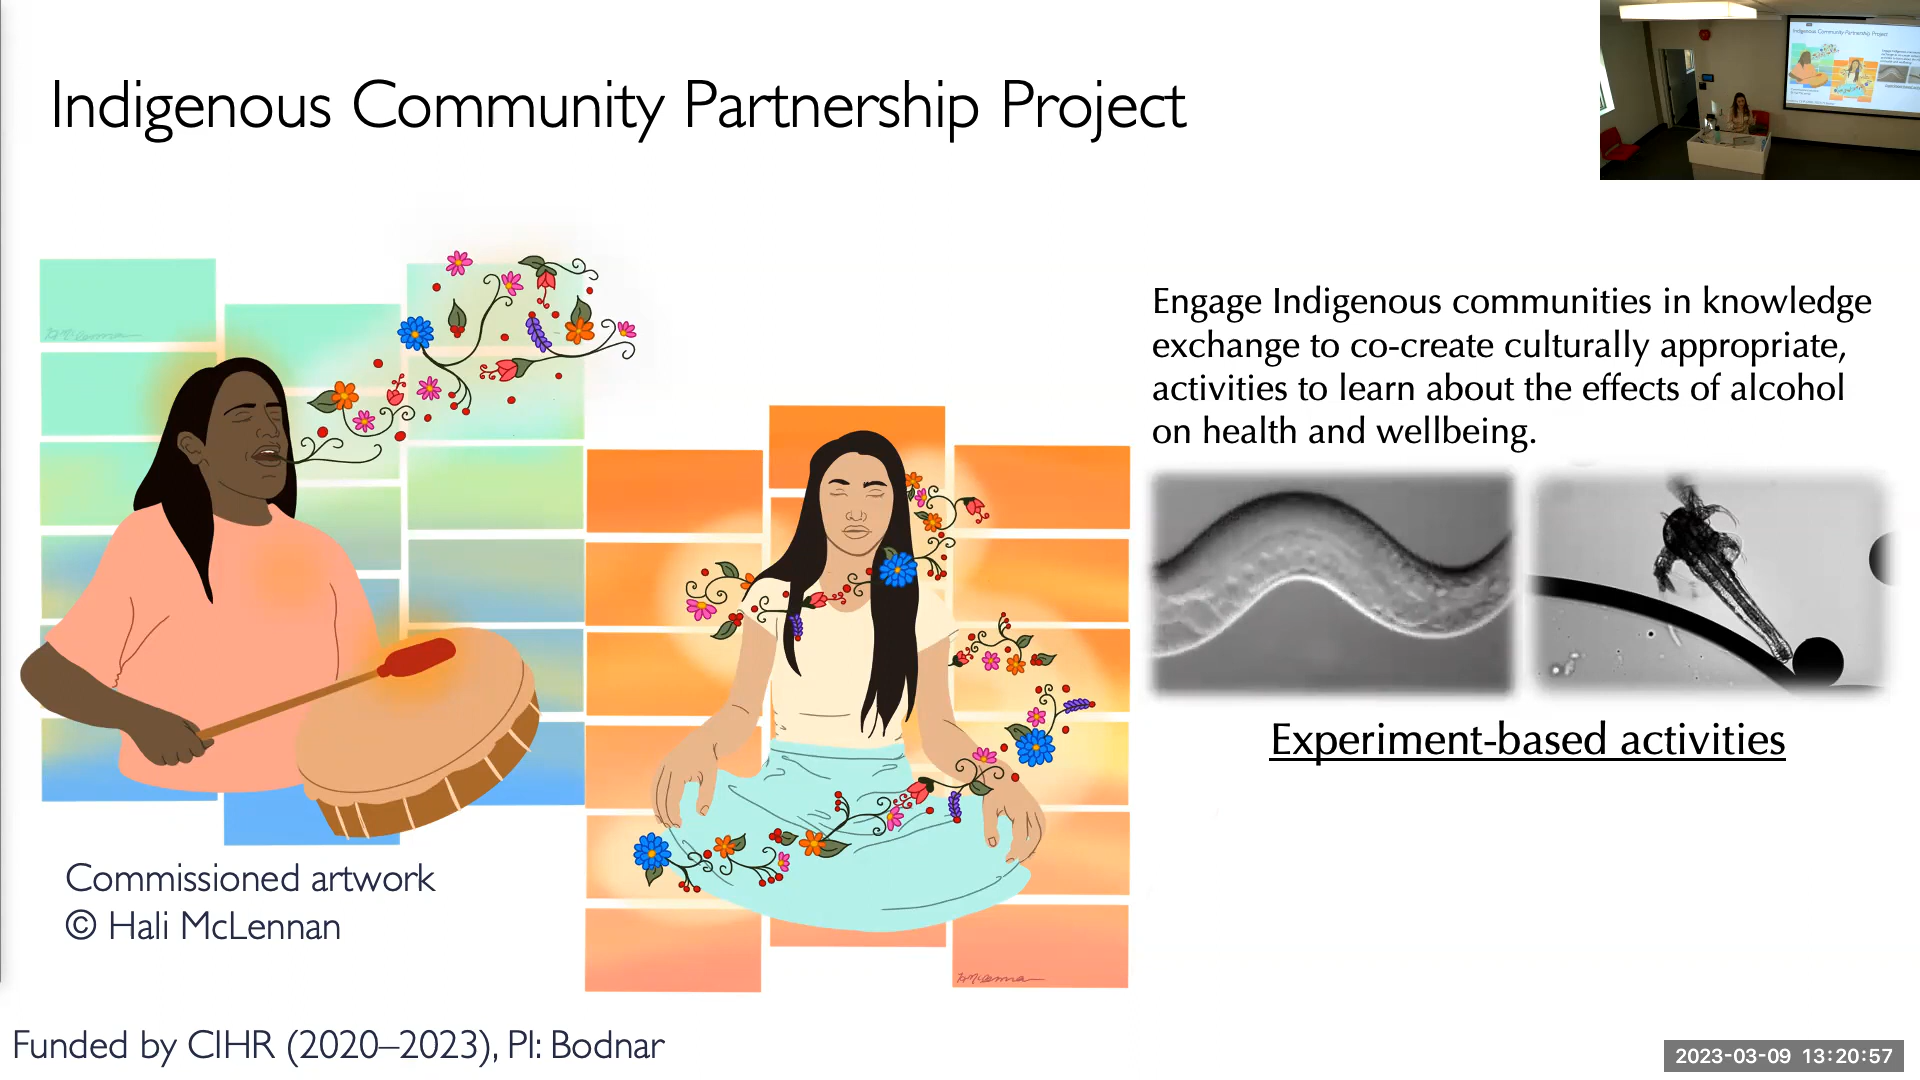 Indigenous Community Partnership Project
Engage Indigenous communities in knowledge
exchange to co-create culturally appropriate,
activities to learn about the effects of alcohol
on health and wellbeing.
Experiment-based activities
Commissioned artwork
© Hali McLennan
Funded by CIHR (2020–2023), PI: Bodnar
2023-03-09 13:20:57